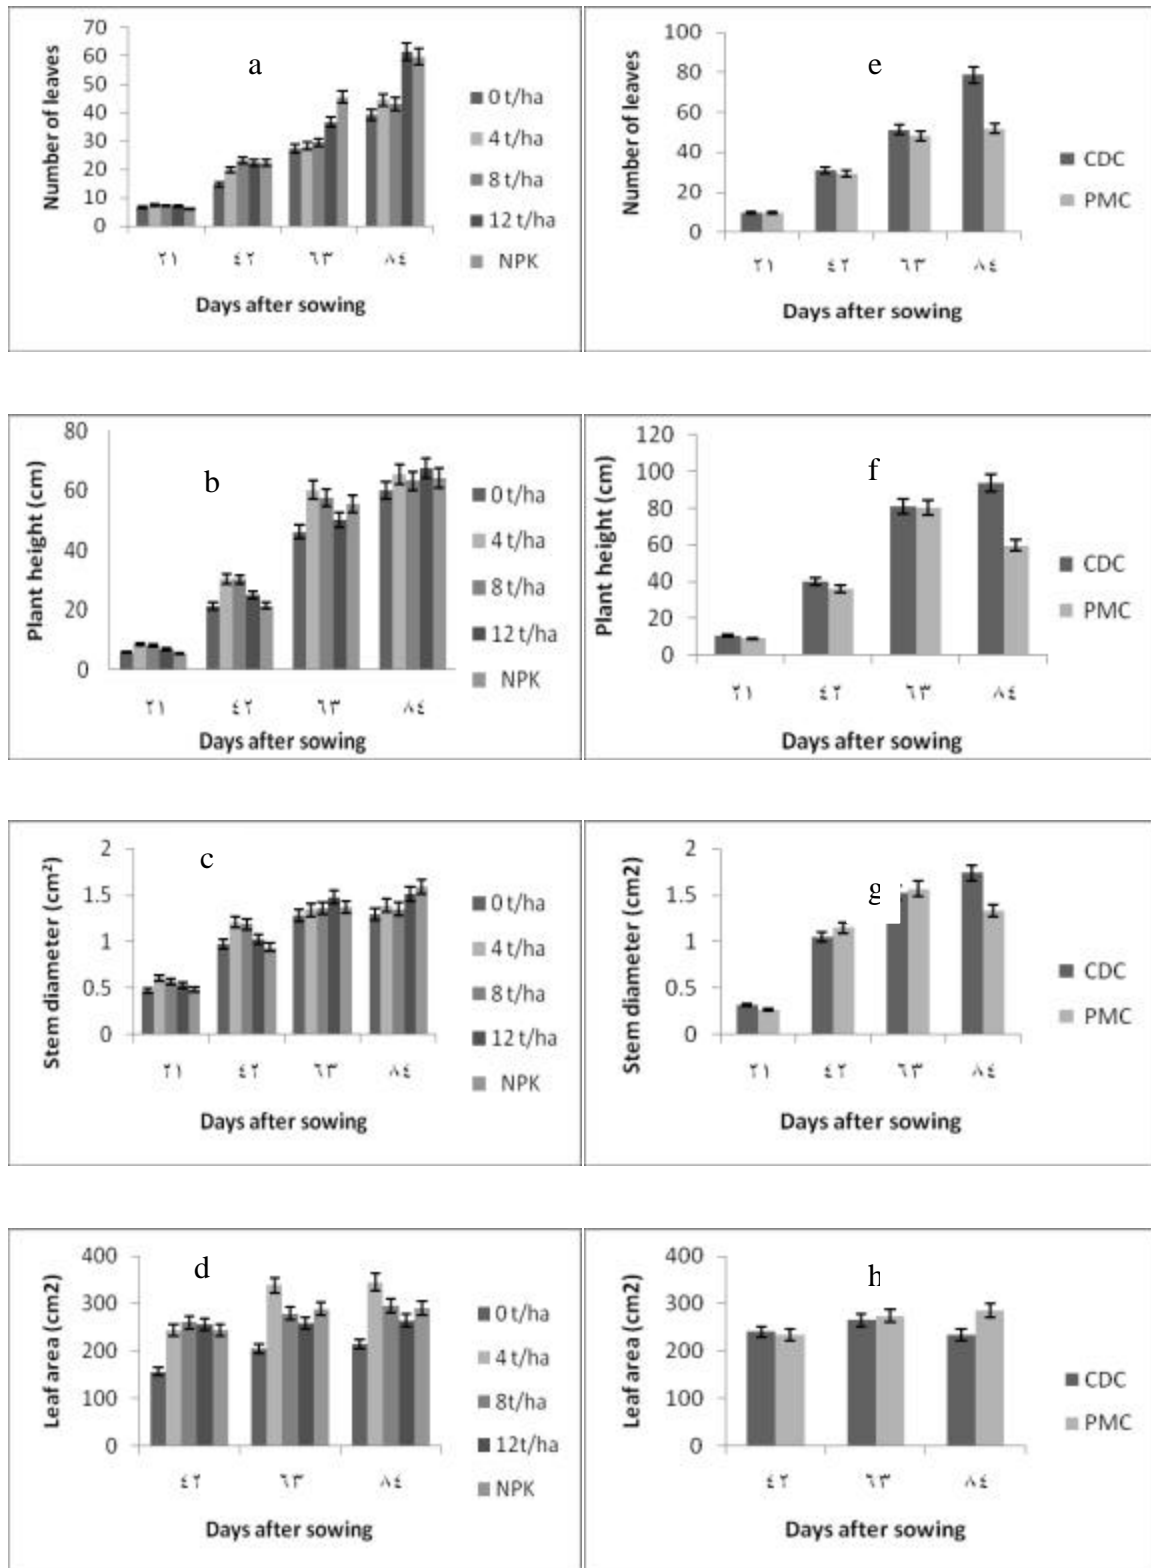 70
60
50
40
30
20
10
0
Number of leaves
a
٢١ ٤٢ ٦٣ ٨٤
Days after sowing
0 t/ha
4 t/ha
8 t/ha
12 t/ha
NPK
100
80
60
40
20
0
Number of leaves
e
٢١ ٤٢ ٦٣ ٨٤
Days after sowing
CDC
PMC
80
60
40
20
0
Plant height (cm)
b
٢١ ٤٢ ٦٣ ٨٤
Days after sowing
0 t/ha
4 t/ha
8 t/ha
12 t/ha
NPK
120
100
80
60
40
20
0
Plant height (cm)
f
٢١ ٤٢ ٦٣ ٨٤
Days after sowing
CDC
PMC
2
1.5
1
0.5
0
Stem diameter (cm²)
c
٢١ ٤٢ ٦٣ ٨٤
Days after sowing
0 t/ha
4 t/ha
8 t/ha
12 t/ha
NPK
2
1.5
1
0.5
0
Stem diameter (cm2)
g
٢١ ٤٢ ٦٣ ٨٤
Days after sowing
CDC
PMC
400
300
200
100
0
Leaf area (cm2)
d
٤٢ ٦٣ ٨٤
Days after sowing
0 t/ha
4 t/ha
8t/ha
12t/ha
NPK
400
300
200
100
0
Leaf area (cm2)
h
٤٢ ٦٣ ٨٤
Days after sowing
CDC
PMC